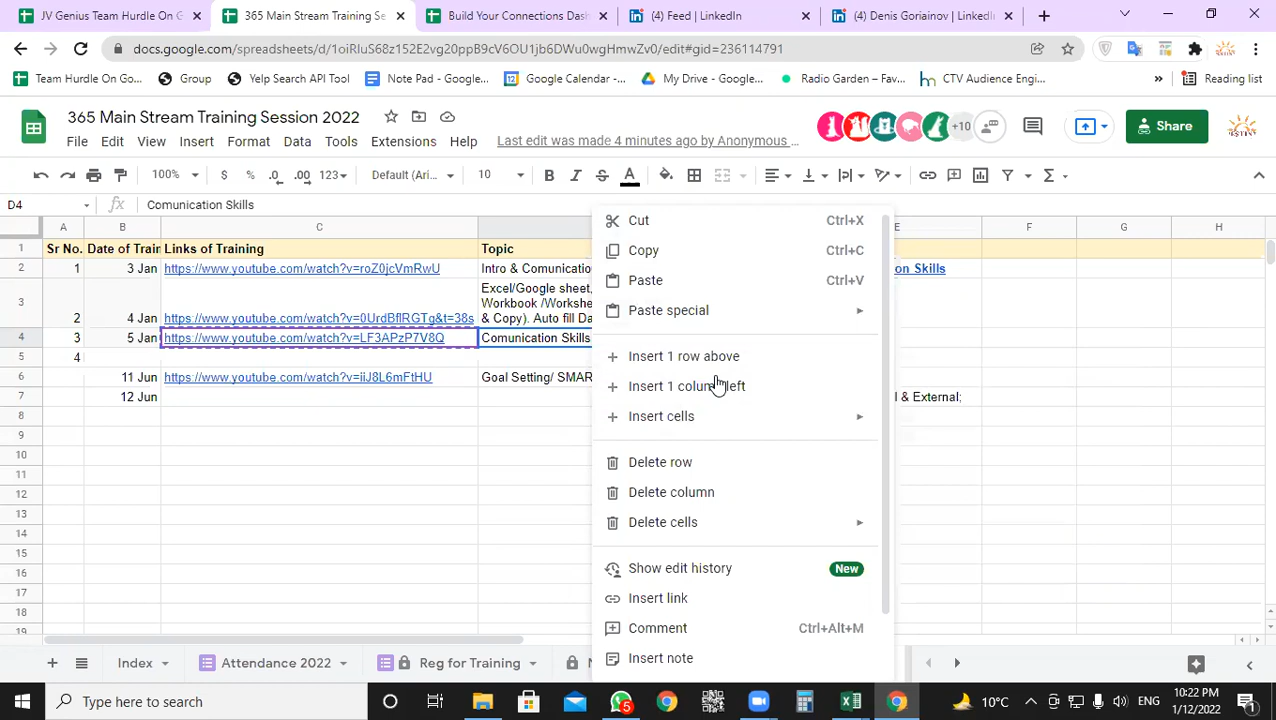 JV Genius Team Hurdle On G
365 Main Stream Training Se
Build Your Connections Dash
(4) Feed | LinkedIn
(4) Denis Goriainov | LinkedIn
docs.google.com/spreadsheets/d/1oiRIuS68z152E2vg20pjpB9cV6OU1jb6DWu0wgHmwZv0/edit#gid=236114791
Team Hurdle On Go...
Group
Yelp Search API Tool
Note Pad - Google...
Google Calendar -...
My Drive - Google...
Radio Garden – Fav...
CTV Audience Engi...
»
Reading list
365 Main Stream Training Session 2022
+10
Share
File Edit View Insert Format Data Tools Extensions Help
Last edit was made 4 minutes ago by Anonymous ...
100% $ % .0 .00 123 Default (Ari... 10 B I S A
D4 fx Comunication Skills
A B C E F G H
1 Sr No. Date of Train Links of Training Topic
2 1 3 Jan https://www.youtube.com/watch?v=roZ0jcVmRwU Intro & Comunicatio on Skills
Excel/Google sheet,
Workbook /Workshe
3 2 4 Jan https://www.youtube.com/watch?v=0UrdBflRGTg&t=38s & Copy). Auto fill Da
4 3 5 Jan https://www.youtube.com/watch?v=LF3APzP7V8Q Comunication Skills
5 4
6 11 Jun https://www.youtube.com/watch?v=iiJ8L6mFtHU Goal Setting/ SMAR
7 12 Jun l & External;
8
9
10
11
12
13
14
15
16
17
18
19
Cut Ctrl+X
Copy Ctrl+C
Paste Ctrl+V
Paste special
Insert 1 row above
Insert 1 column left
Insert cells
Delete row
Delete column
Delete cells
Show edit history New
Insert link
Comment Ctrl+Alt+M
Insert note
Index Attendance 2022 Reg for Training
Type here to search
5
10°C
ENG
10:22 PM
1/12/2022
1